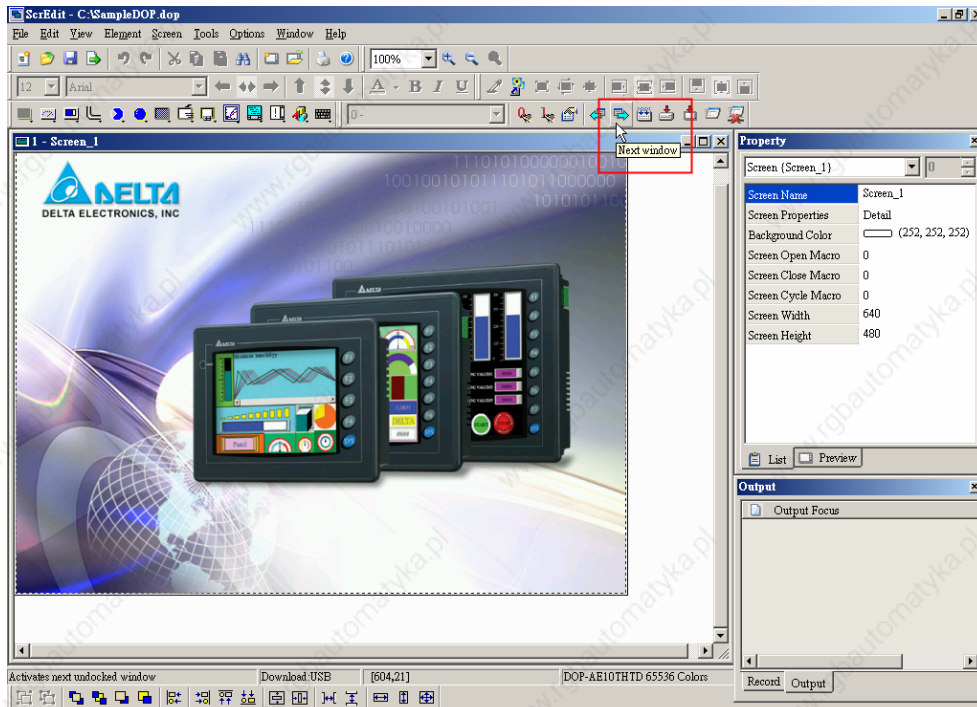 ScrEdit - C:\SampleDOP.dop
File Edit View Element Screen Tools Options Window Help
100%
12 Arial
A - B I U
0 -
Next window
1 - Screen_1
111010100000010010
1001001010111010110000000
DELTA
DELTA ELECTRONICS, INC
Property
Screen {Screen_1}
0
Screen Name Screen_1
Screen Properties Detail
Background Color (252, 252, 252)
Screen Open Macro 0
Screen Close Macro 0
Screen Cycle Macro 0
Screen Width 640
Screen Height 480
List Preview
Output
Output Focus
Record Output
Activates next undocked window Download:USB [604,21] DOP-AE10THTD 65536 Colors
www.rgbautomatyka.pl